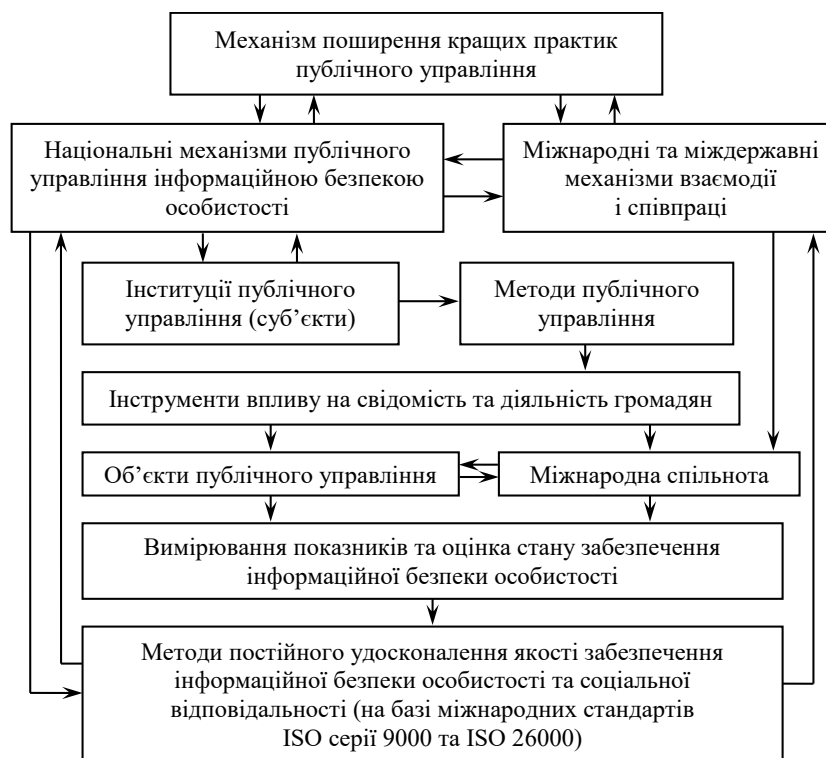 Механізм поширення кращих практик
публічного управління
Національні механізми публічного
управління інформаційною безпекою
особистості
Міжнародні та міждержавні
механізми взаємодії
і співпраці
Інституції публічного
управління (суб’єкти)
Методи публічного
управління
Інструменти впливу на свідомість та діяльність громадян
Об’єкти публічного управління
Міжнародна спільнота
Вимірювання показників та оцінка стану забезпечення
інформаційної безпеки особистості
Методи постійного удосконалення якості забезпечення
інформаційної безпеки особистості та соціальної
відповідальності (на базі міжнародних стандартів
ISO серії 9000 та ISO 26000)